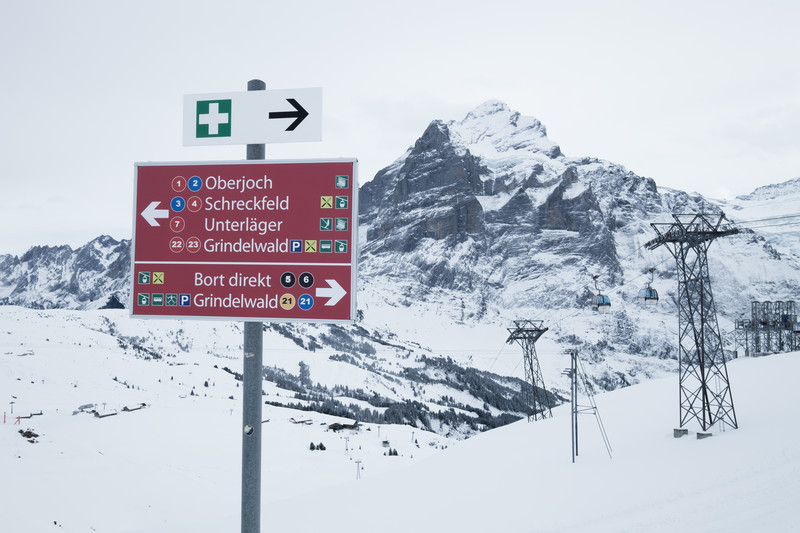 1 2 Oberjoch
3 4 Schreckfeld
7 Unterläger
22 23 Grindelwald P
Bort direkt 5 6
P Grindelwald 21 21